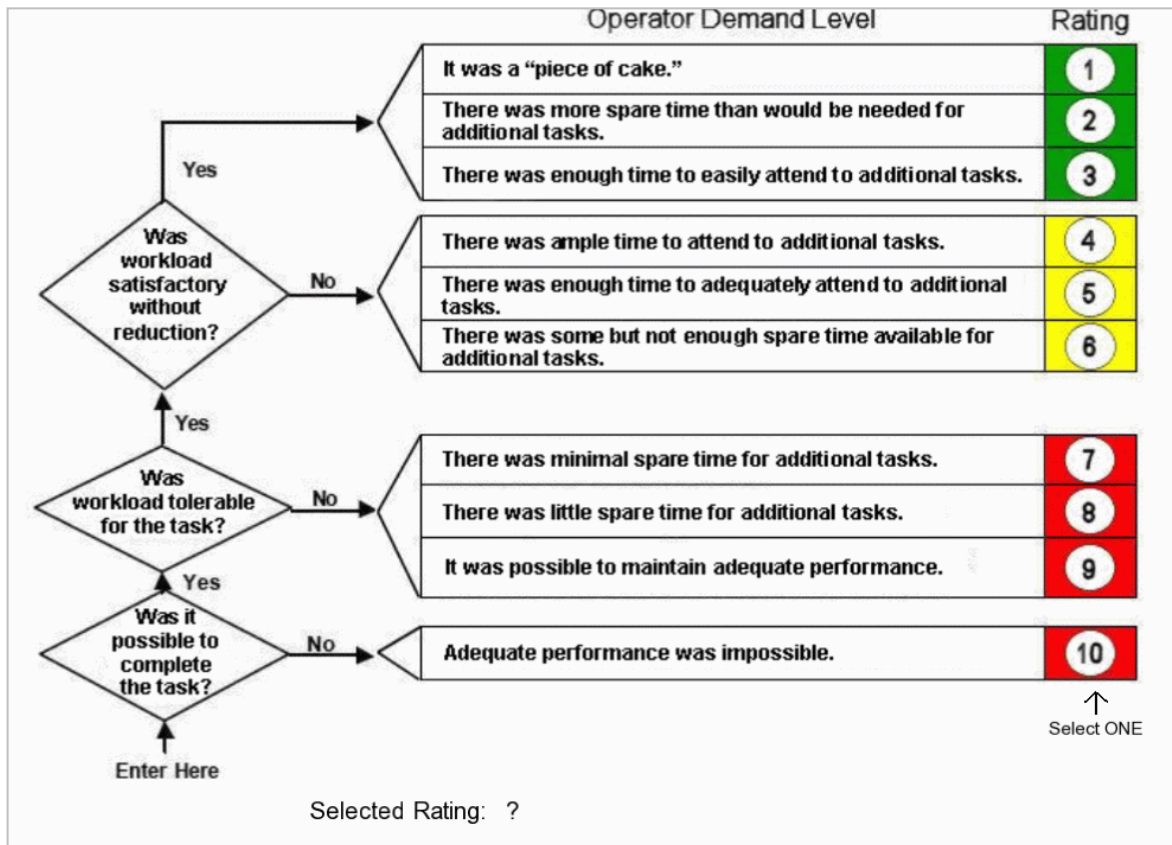 Operator Demand Level
Rating
It was a “piece of cake.”
1
There was more spare time than would be needed for
additional tasks.
2
There was enough time to easily attend to additional tasks.
3
Yes
Was
workload
satisfactory
without
reduction?
No
There was ample time to attend to additional tasks.
4
There was enough time to adequately attend to additional
tasks.
5
There was some but not enough spare time available for
additional tasks.
6
Yes
Was
workload tolerable
for the task?
No
There was minimal spare time for additional tasks.
7
There was little spare time for additional tasks.
8
It was possible to maintain adequate performance.
9
Yes
Was it
possible to
complete
the task?
No
Adequate performance was impossible.
10
Select ONE
Enter Here
Selected Rating: ?